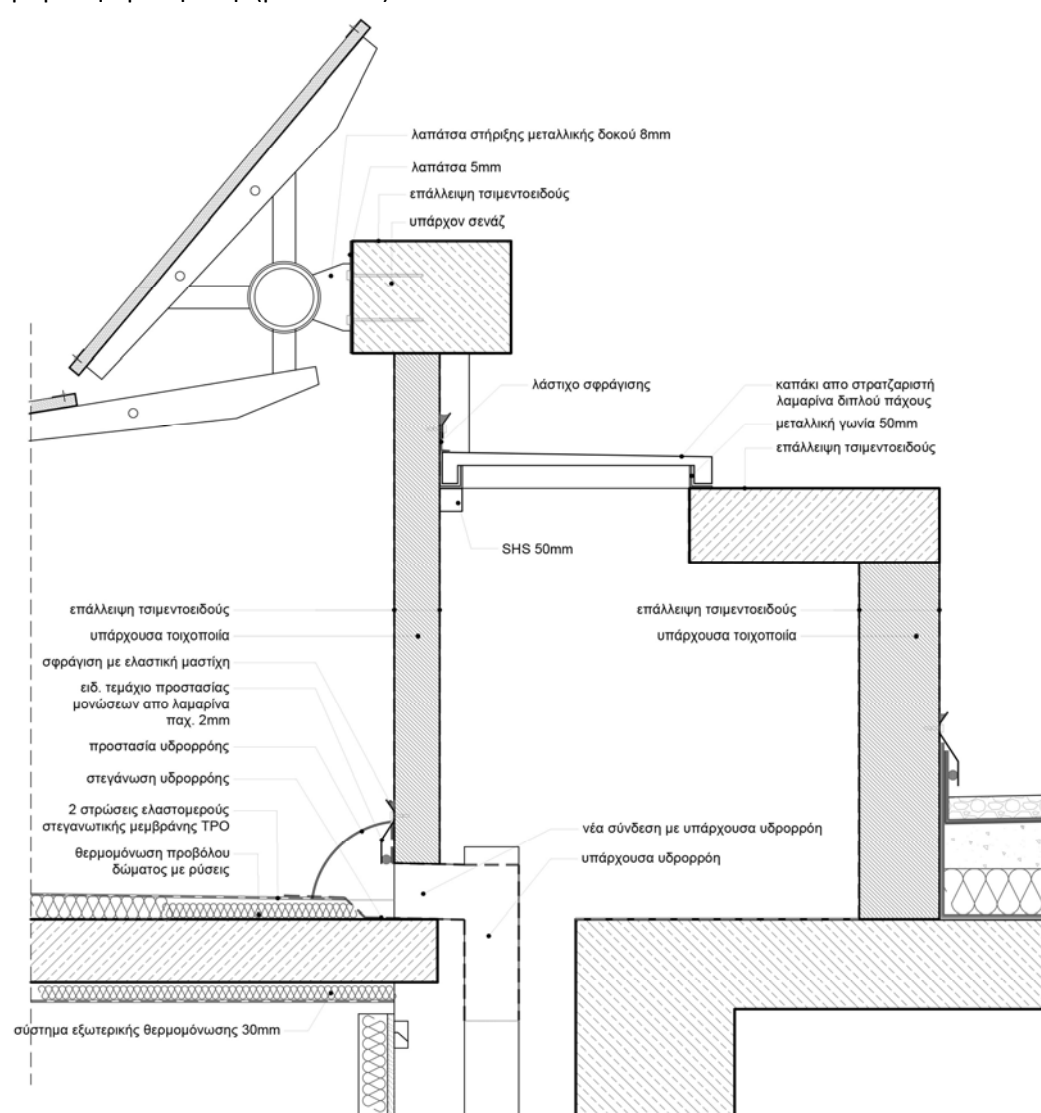 λαπάτσα στήριξης μεταλλικής δοκού 8mm
λαπάτσα 5mm
επάλλειψη τσιμεντοειδούς
υπάρχον σενάζ
λάστιχο σφράγισης
καπάκι απο στρατζαριστή
λαμαρίνα διπλού πάχους
μεταλλική γωνία 50mm
επάλλειψη τσιμεντοειδούς
SHS 50mm
επάλλειψη τσιμεντοειδούς
υπάρχουσα τοιχοποιία
σφράγιση με ελαστική μαστίχη
ειδ. τεμάχιο προστασίας
μονώσεων απο λαμαρίνα
παχ. 2mm
προστασία υδρορρόης
στεγάνωση υδρορρόης
2 στρώσεις ελαστομερούς
στεγανωτικής μεμβράνης TPO
θερμομόνωση προβόλου
δώματος με ρύσεις
επάλλειψη τσιμεντοειδούς
υπάρχουσα τοιχοποιία
νέα σύνδεση με υπάρχουσα υδρορρόη
υπάρχουσα υδρορρόη
σύστημα εξωτερικής θερμομόνωσης 30mm